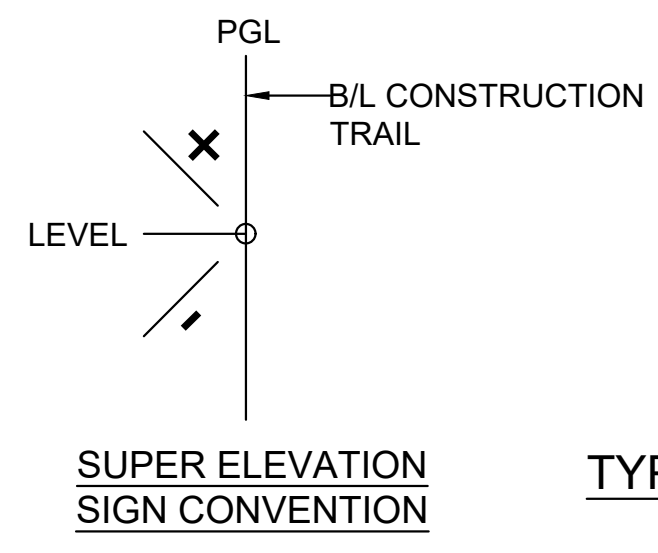 PGL
B/L CONSTRUCTION
TRAIL
LEVEL
SUPER ELEVATION
SIGN CONVENTION